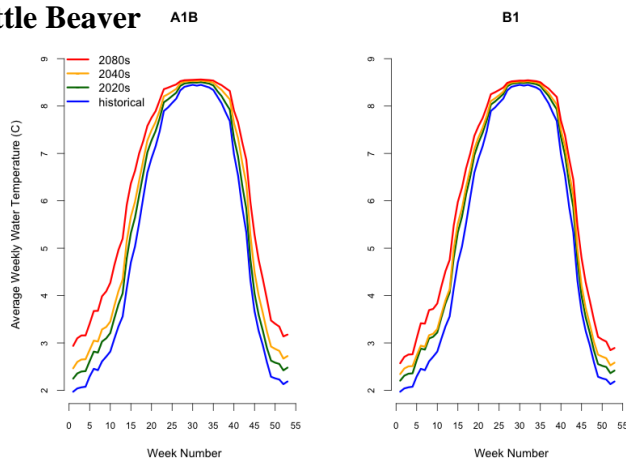 tle Beaver
A1B
B1
2080s
2040s
2020s
historical
Average Weekly Water Temperature (C)
2 3 4 5 6 7 8 9
0 5 10 15 20 25 30 35 40 45 50 55
Week Number
2 3 4 5 6 7 8 9
0 5 10 15 20 25 30 35 40 45 50 55
Week Number